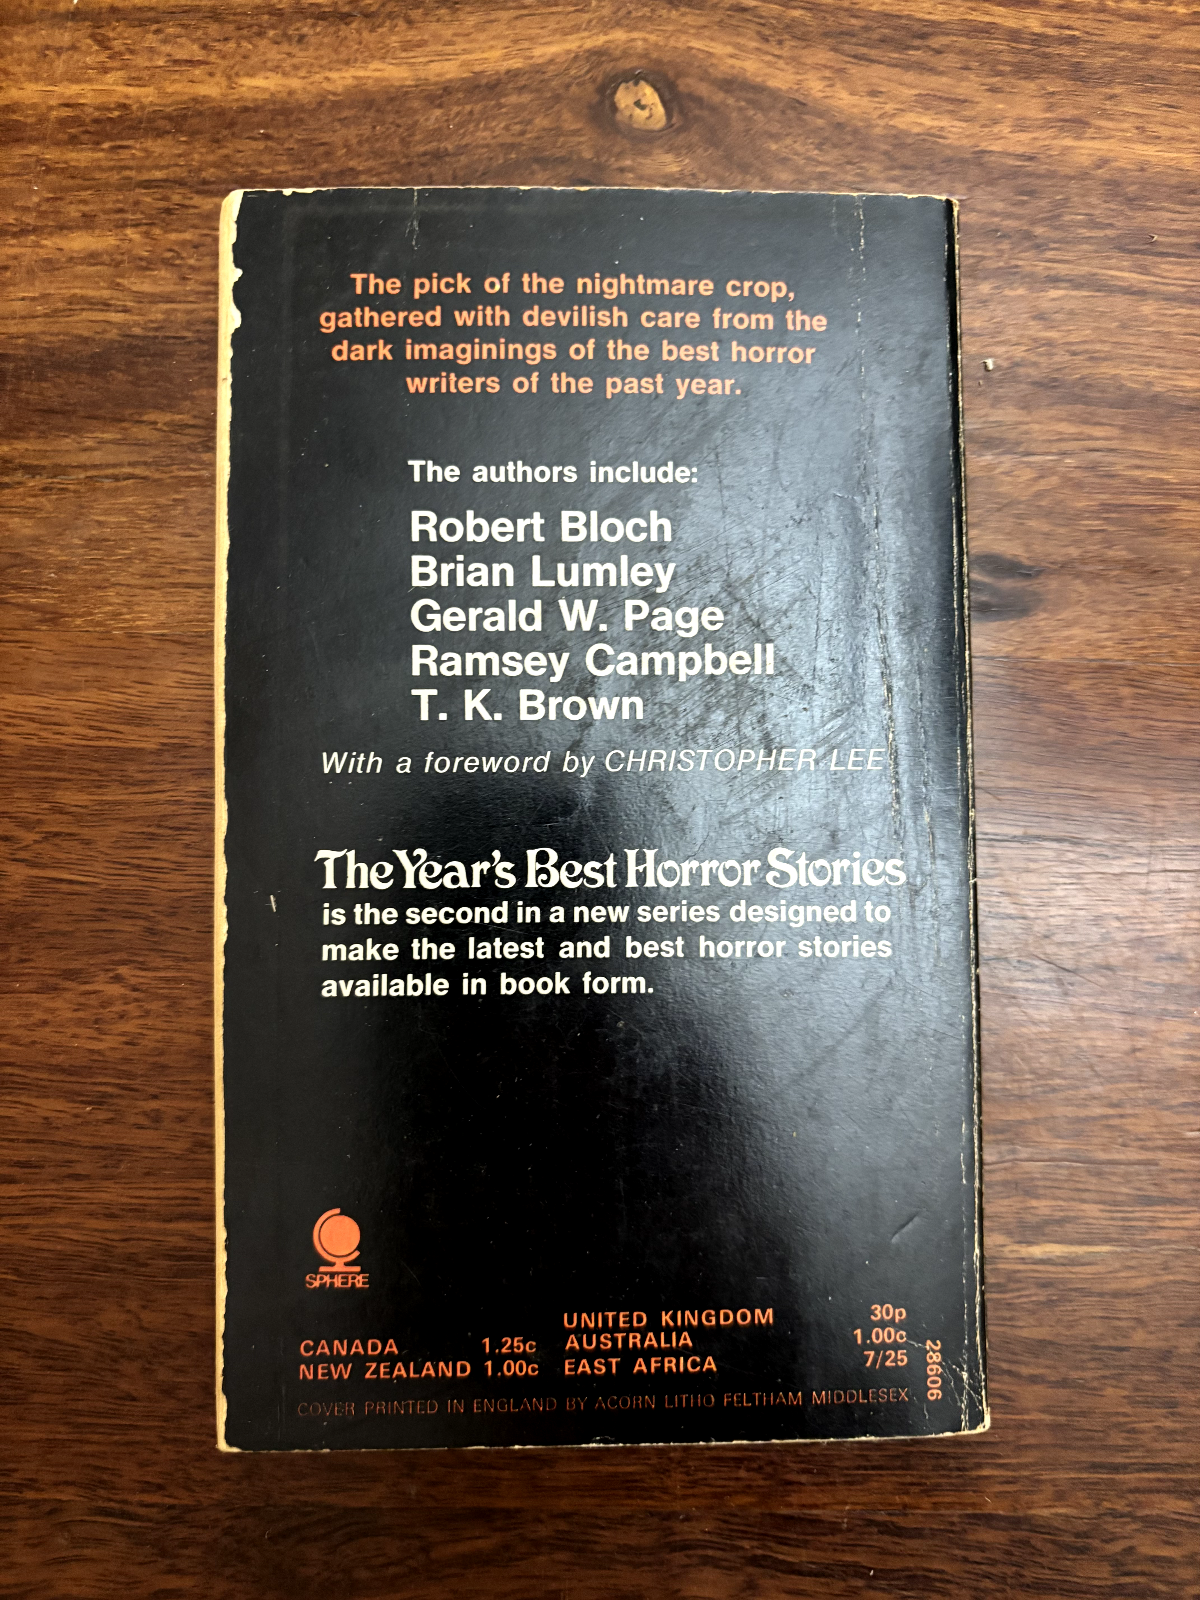 The pick of the nightmare crop,
gathered with devilish care from the
dark imaginings of the best horror
writers of the past year.
The authors include:
Robert Bloch
Brian Lumley
Gerald W. Page
Ramsey Campbell
T. K. Brown
With a foreword by CHRISTOPHER LEE
The Year's Best Horror Stories
is the second in a new series designed to
make the latest and best horror stories
available in book form.
SPHERE
UNITED KINGDOM 30p
CANADA 1.25c AUSTRALIA 1.00c
NEW ZEALAND 1.00c EAST AFRICA 7/25
28606
COVER PRINTED IN ENGLAND BY ACORN LITHO FELTHAM MIDDLESEX